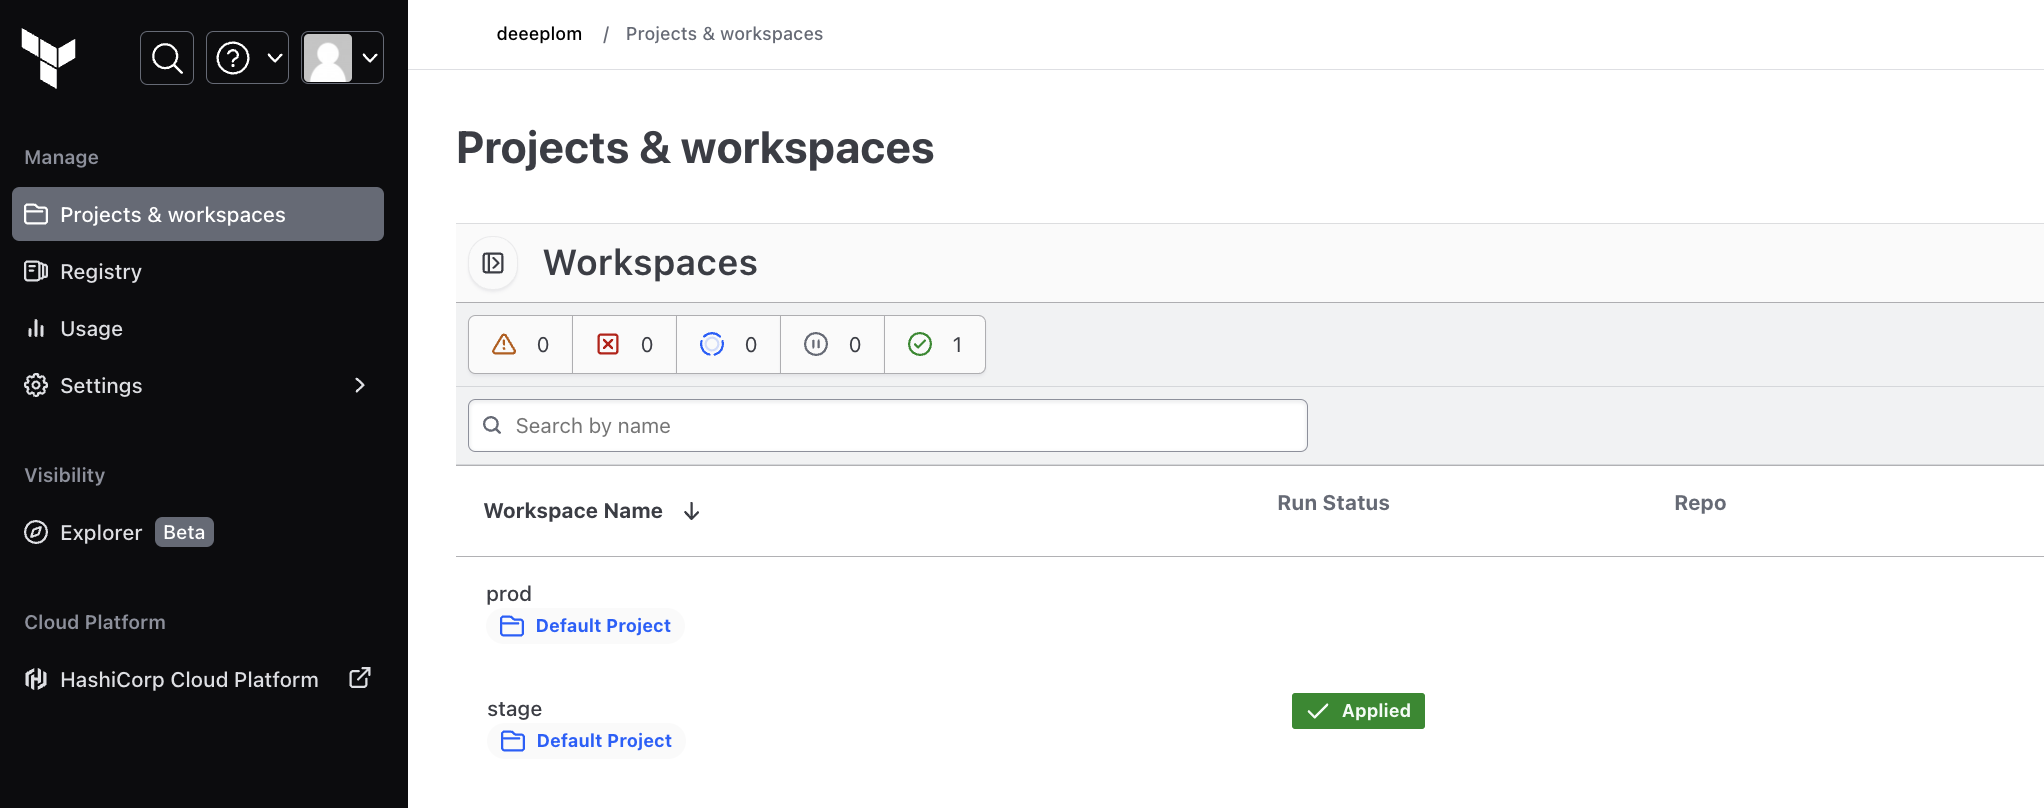 deeeplom / Projects & workspaces
Manage
Projects & workspaces
Registry
Usage
Settings
Visibility
Explorer Beta
Cloud Platform
HashiCorp Cloud Platform
Projects & workspaces
Workspaces
0 0 0 0 1
Search by name
Workspace Name Run Status Repo
prod
Default Project
stage
Default Project
Applied